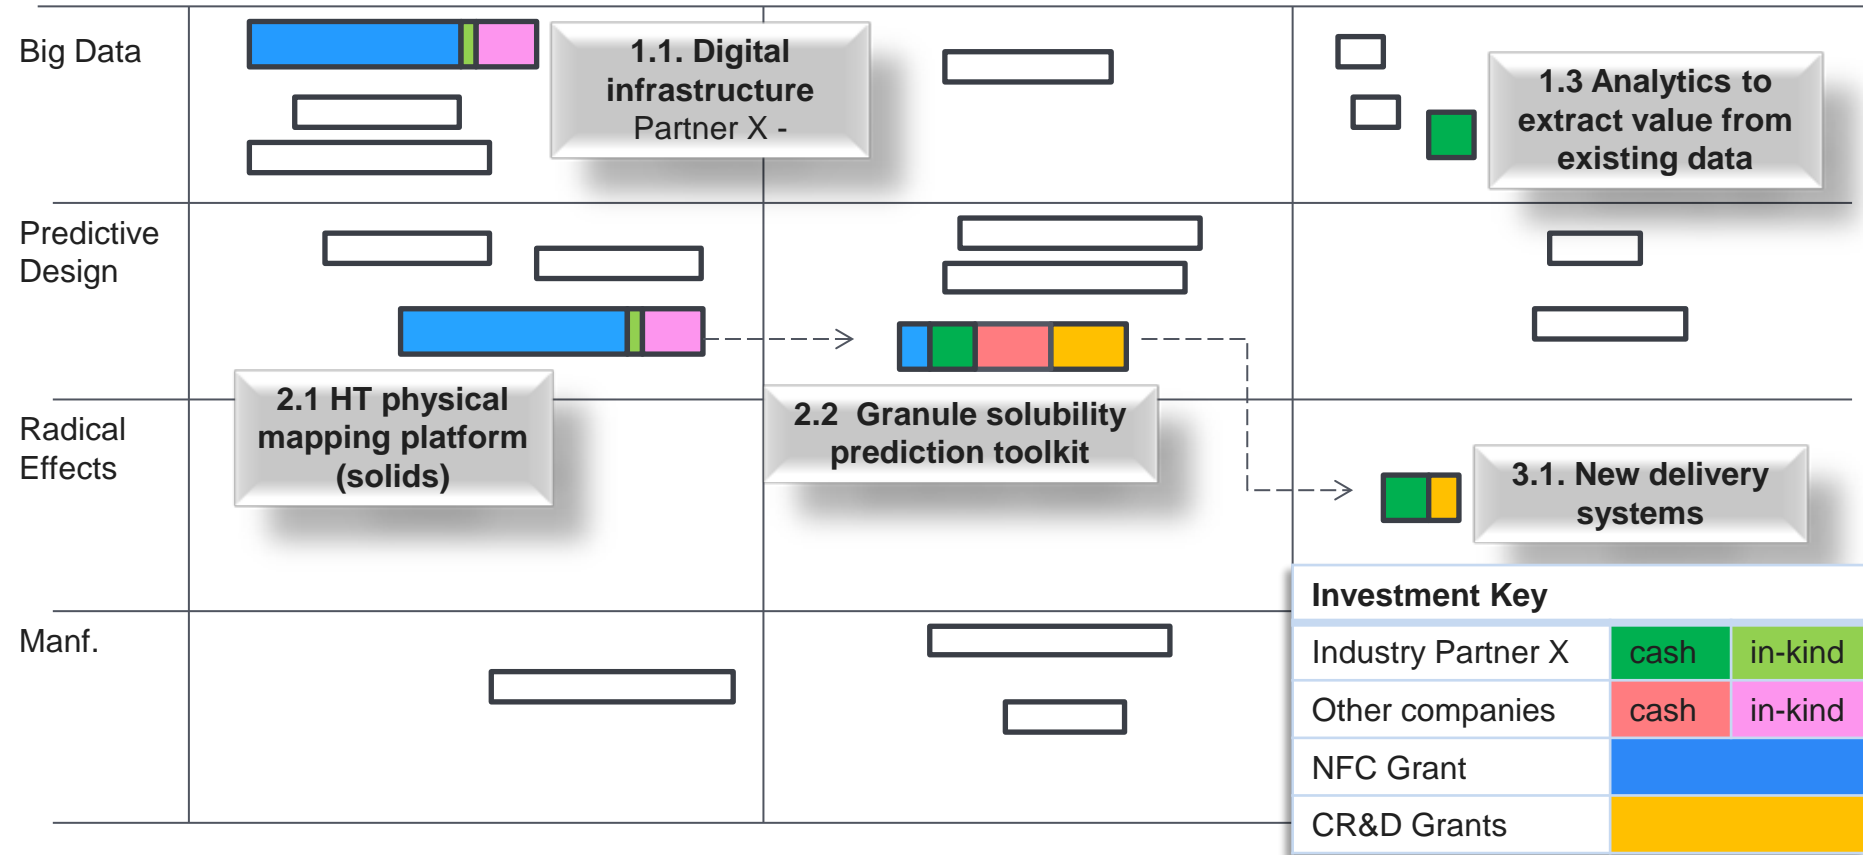 Big Data
1.1. Digital
infrastructure
Partner X -
1.3 Analytics to
extract value from
existing data
Predictive
Design
2.1 HT physical
mapping platform
(solids)
2.2  Granule solubility
prediction toolkit
Radical
Effects
3.1. New delivery
systems
Manf.
Investment Key
Industry Partner X cash in-kind
Other companies cash in-kind
NFC Grant
CR&D Grants